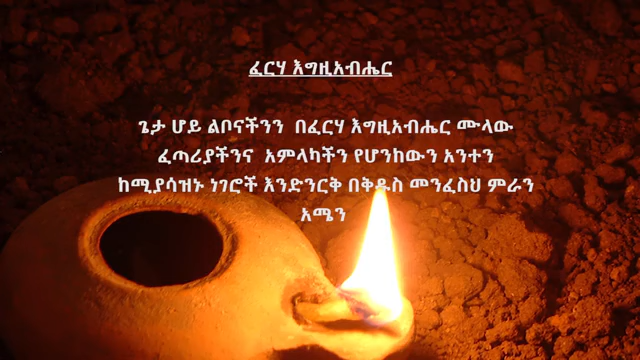 ፈርሃ እግዚአብሔር
ጌታ ሆይ ልቦናችንን በፈርሃ እግዚአብሔር ሙላው
ፈጣሪያችንና አምላካችን የሆንከውን አንተን
ከሚያሳዝኑ ነገሮች እንድንርቅ በቅዱስ መንፈስህ ምራን
አሜን